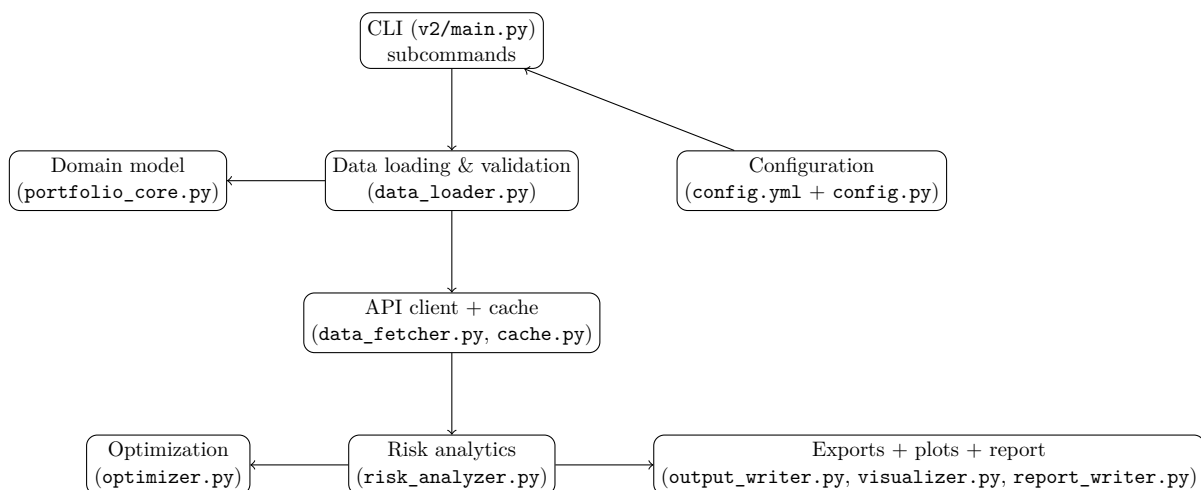 CLI (v2/main.py)
subcommands
Domain model
(portfolio_core.py)
Data loading & validation
(data_loader.py)
Configuration
(config.yml + config.py)
API client + cache
(data_fetcher.py, cache.py)
Optimization
(optimizer.py)
Risk analytics
(risk_analyzer.py)
Exports + plots + report
(output_writer.py, visualizer.py, report_writer.py)